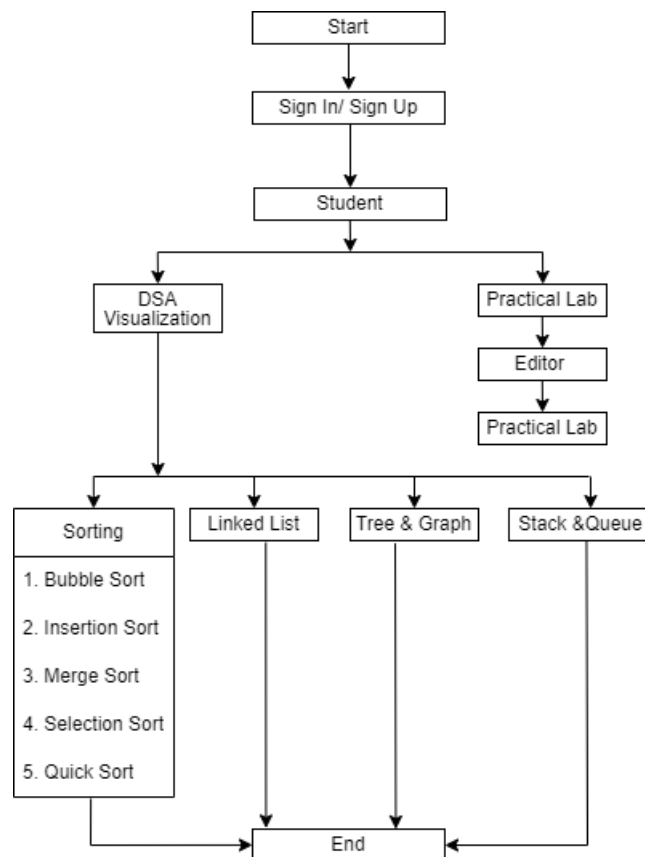 Start
Sign In/ Sign Up
Student
DSA
Visualization
Practical Lab
Editor
Practical Lab
Sorting
1. Bubble Sort
2. Insertion Sort
3. Merge Sort
4. Selection Sort
5. Quick Sort
Linked List
Tree & Graph
Stack &Queue
End